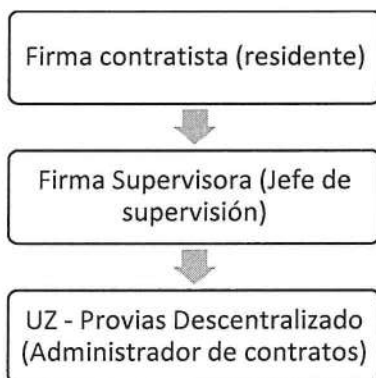 Firma contratista (residente)
Firma Supervisora (Jefe de
supervisión)
UZ - Provias Descentralizado
(Administrador de contratos)